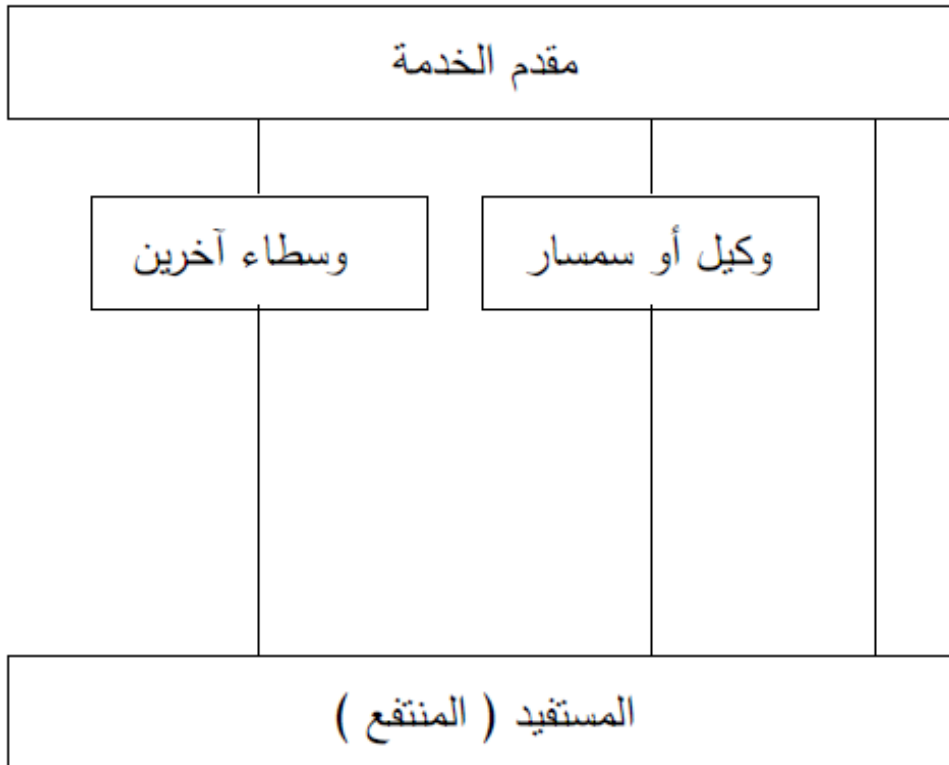 مقدم الخدمة
وكيل أو سمسار
وسطاء آخرين
المستفيد ( المنتفع )